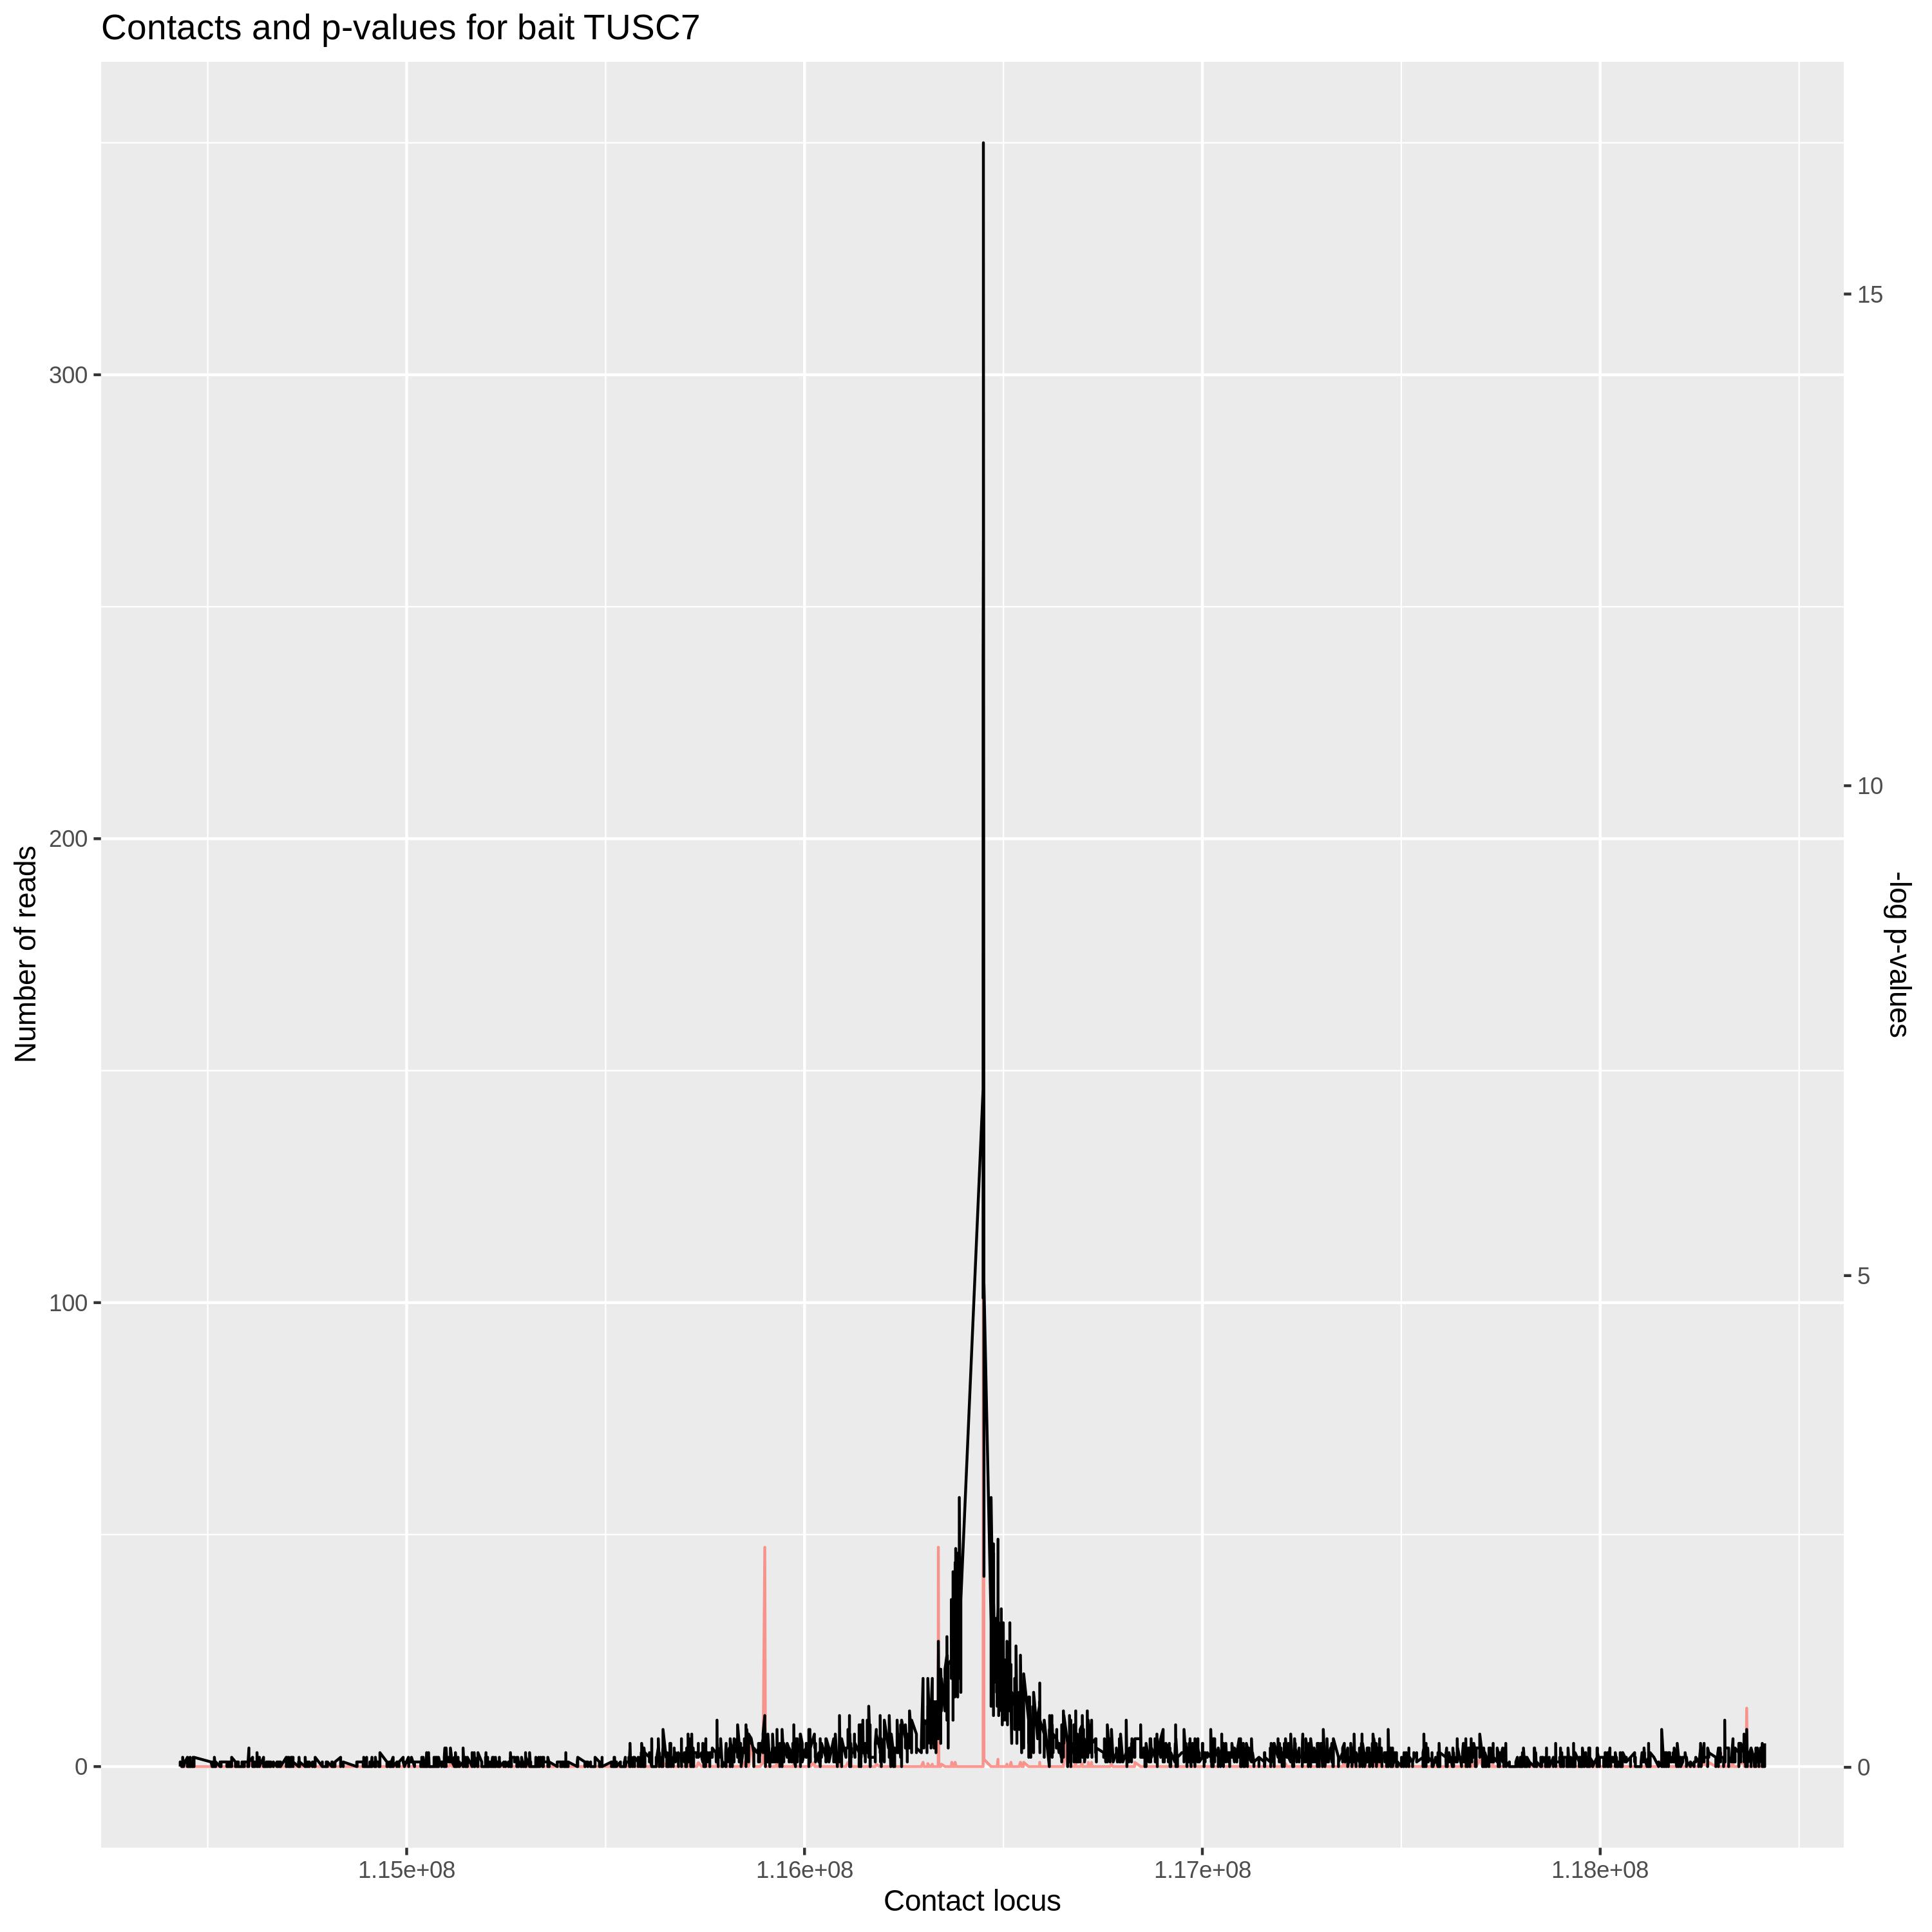 Contacts and p-values for bait TUSC7
Number of reads
300
200
100
0
15
10
5
0
-log p-values
1.15e+08
1.16e+08
1.17e+08
1.18e+08
Contact locus